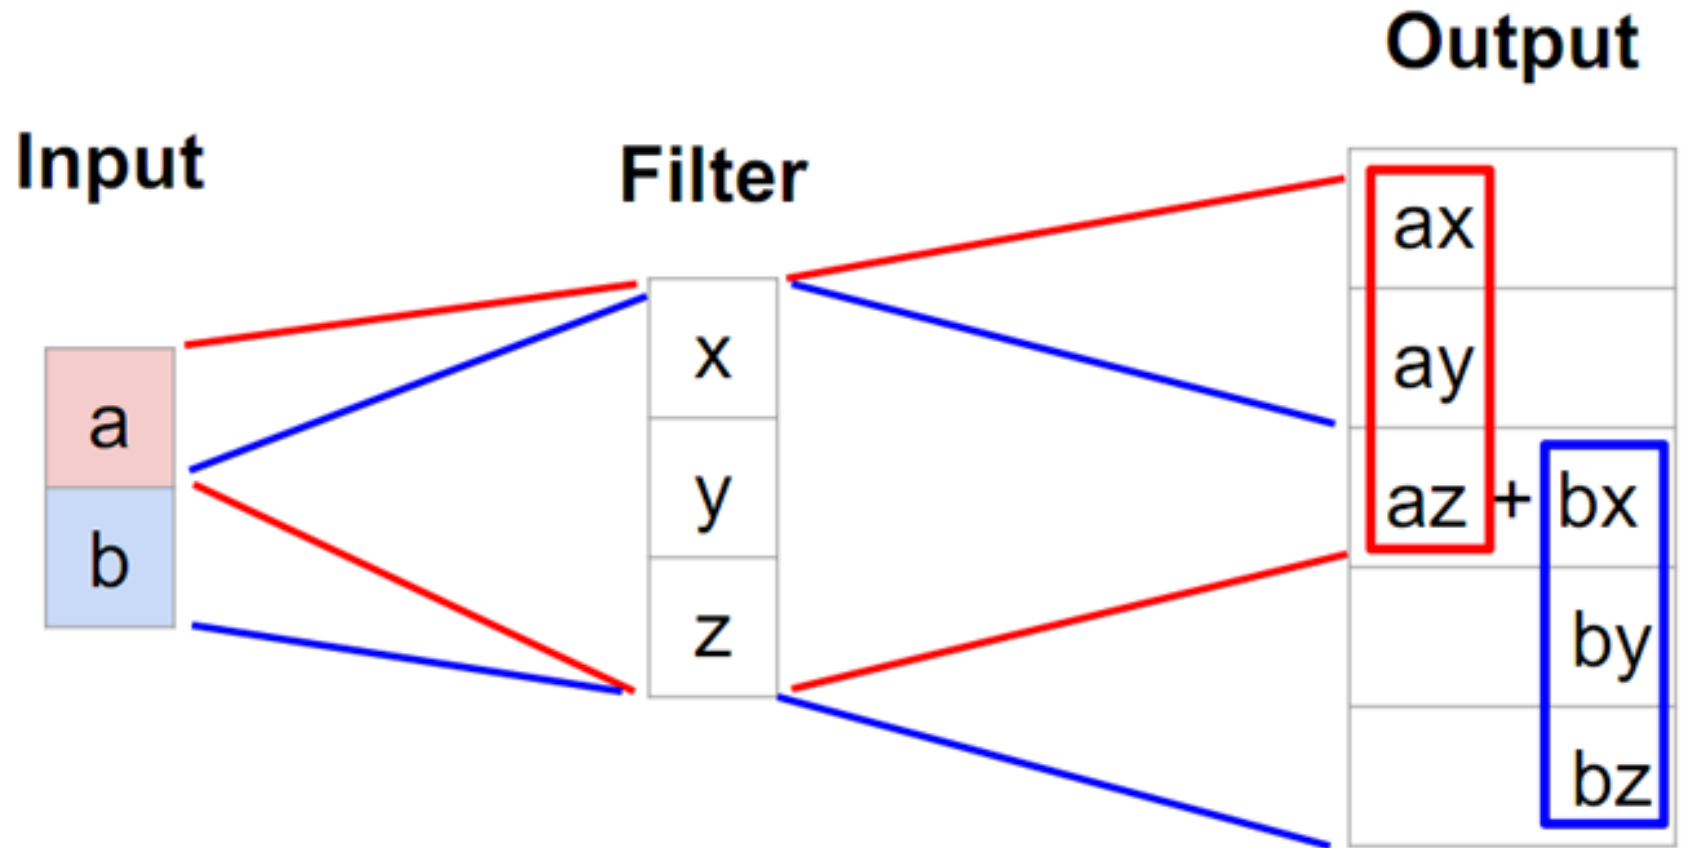 Input
a
b
Filter
x
y
z
Output
ax
ay
az + bx
by
bz